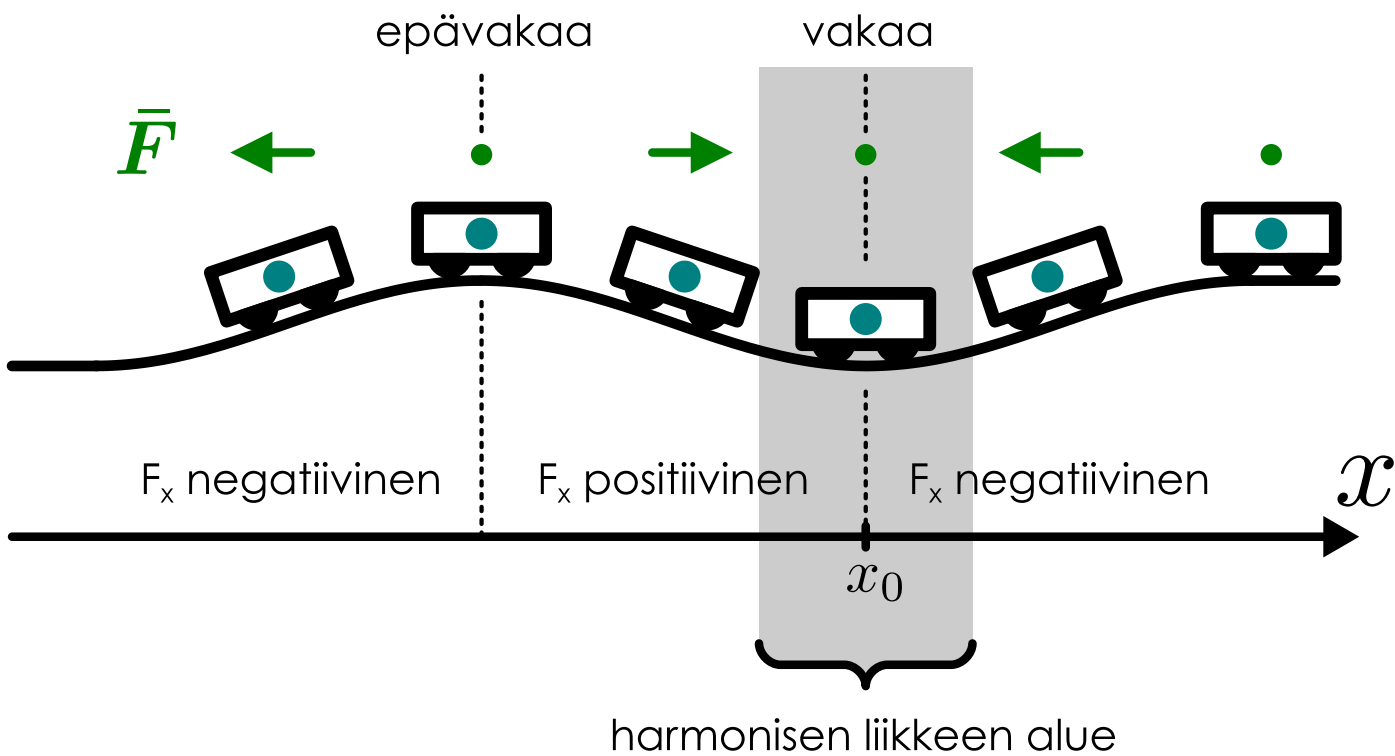 epävakaa
vakaa
F̄
Fₓ negatiivinen
Fₓ positiivinen
Fₓ negatiivinen
x
x₀
harmonisen liikkeen alue